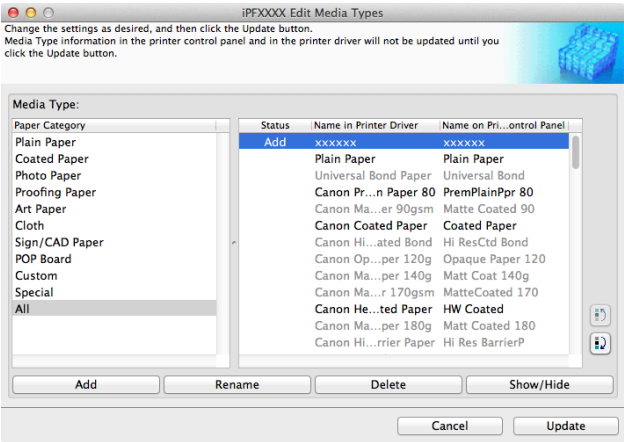 iPFXXXX Edit Media Types
Change the settings as desired, and then click the Update button.
Media Type information in the printer control panel and in the printer driver will not be updated until you
click the Update button.
Media Type:
Paper Category
Plain Paper
Coated Paper
Photo Paper
Proofing Paper
Art Paper
Cloth
Sign/CAD Paper
POP Board
Custom
Special
All
Status Name in Printer Driver Name on Pri...ontrol Panel
Add xxxxxx xxxxxx
Plain Paper Plain Paper
Universal Bond Paper Universal Bond
Canon Pr...n Paper 80 PremPlainPpr 80
Canon Ma...er 90gsm Matte Coated 90
Canon Coated Paper Coated Paper
Canon Hi...ated Bond Hi ResCtd Bond
Canon Op...per 120g Opaque Paper 120
Canon Ma...per 140g Matt Coat 140g
Canon Ma...r 170gsm MatteCoated 170
Canon He...ted Paper HW Coated
Canon Ma...per 180g Matt Coated 180
Canon Hi...rrier Paper Hi Res BarrierP
Add Rename Delete Show/Hide
Cancel Update